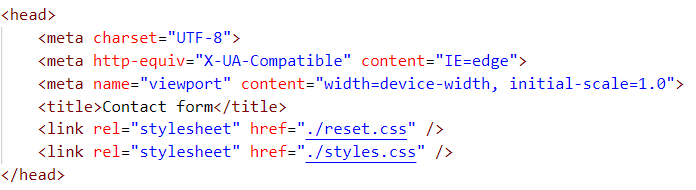 <head>
<meta charset="UTF-8">
<meta http-equiv="X-UA-Compatible" content="IE=edge">
<meta name="viewport" content="width=device-width, initial-scale=1.0">
<title>Contact form</title>
<link rel="stylesheet" href="./reset.css" />
<link rel="stylesheet" href="./styles.css" />
</head>